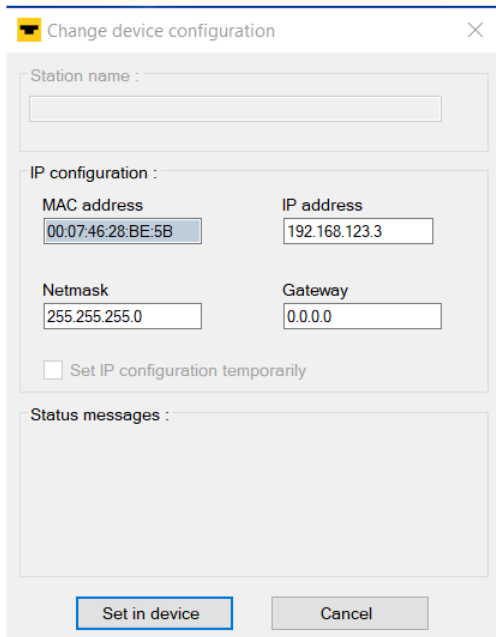 Change device configuration
Station name :
IP configuration :
MAC address IP address
00:07:46:28:BE:5B 192.168.123.3
Netmask Gateway
255.255.255.0 0.0.0.0
Set IP configuration temporarily
Status messages :
Set in device Cancel